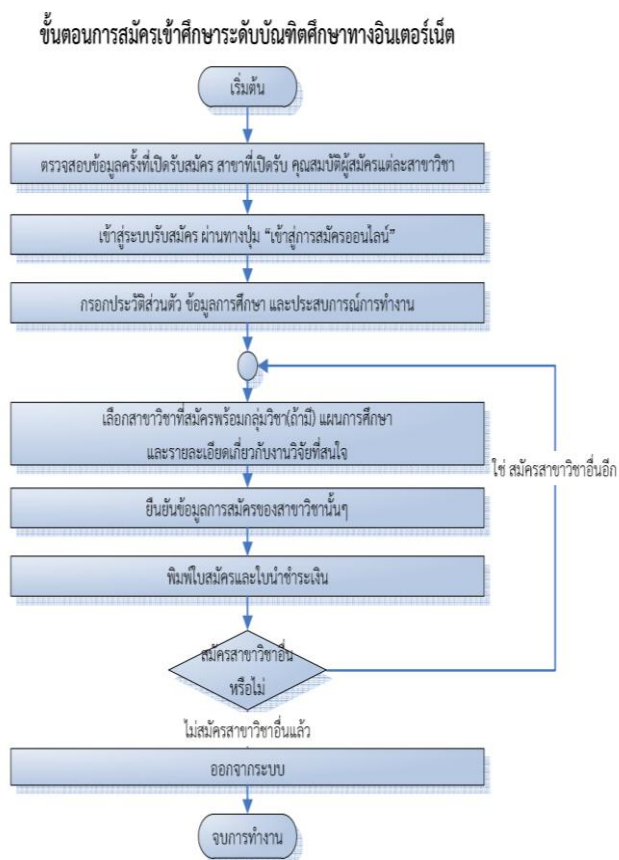 ขั้นตอนการสมัครเข้าศึกษาระดับบัณฑิตศึกษาทางอินเตอร์เน็ต
เริ่มต้น
ตรวจสอบข้อมูลครั้งที่เปิดรับสมัคร สาขาที่เปิดรับ คุณสมบัติผู้สมัครแต่ละสาขาวิชา
เข้าสู่ระบบรับสมัคร ผ่านทางปุ่ม “เข้าสู่การสมัครออนไลน์”
กรอกประวัติส่วนตัว ข้อมูลการศึกษา และประสบการณ์การทำงาน
เลือกสาขาวิชาที่สมัครพร้อมกลุ่มวิชา(ถ้ามี) แผนการศึกษา
และรายละเอียดเกี่ยวกับงานวิจัยที่สนใจ
ใช่ สมัครสาขาวิชาอื่นอีก
ยืนยันข้อมูลการสมัครของสาขาวิชานั้นๆ
พิมพ์ใบสมัครและใบนำชำระเงิน
สมัครสาขาวิชาอื่น
หรือไม่
ไม่สมัครสาขาวิชาอื่นแล้ว
ออกจากระบบ
จบการทำงาน